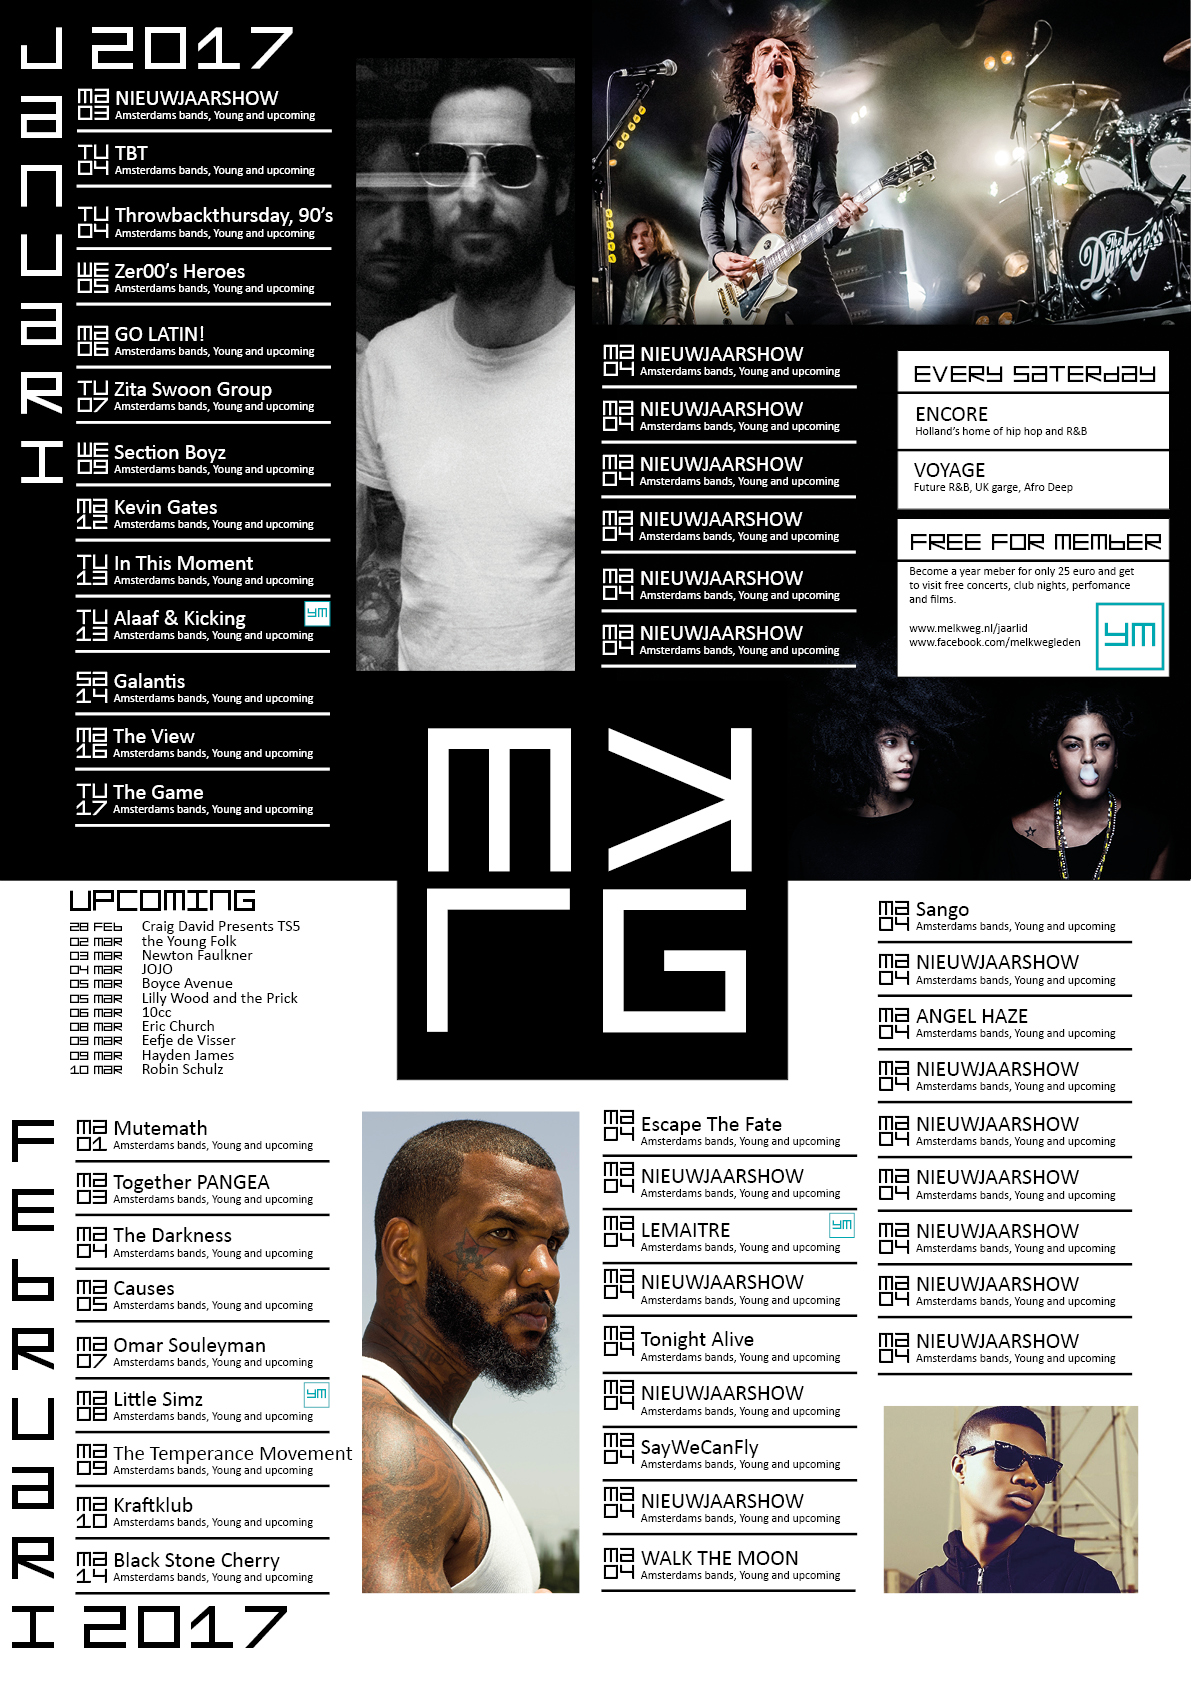 JanuaRI
J 2017
Ma 03 NIEUWJAARSHOW
Amsterdams bands, Young and upcoming
TU 04 TBT
Amsterdams bands, Young and upcoming
TU 04 Throwbackthursday, 90's
Amsterdams bands, Young and upcoming
WE 05 Zer00's Heroes
Amsterdams bands, Young and upcoming
Ma 06 GO LATIN!
Amsterdams bands, Young and upcoming
TU 07 Zita Swoon Group
Amsterdams bands, Young and upcoming
WE 09 Section Boyz
Amsterdams bands, Young and upcoming
Ma 12 Kevin Gates
Amsterdams bands, Young and upcoming
TU 13 In This Moment
Amsterdams bands, Young and upcoming
TU 13 Alaaf & Kicking YM
Amsterdams bands, Young and upcoming
Sa 14 Galantis
Amsterdams bands, Young and upcoming
Ma 16 The View
Amsterdams bands, Young and upcoming
TU 17 The Game
Amsterdams bands, Young and upcoming
The Darkness
Ma 04 NIEUWJAARSHOW
Amsterdams bands, Young and upcoming
Ma 04 NIEUWJAARSHOW
Amsterdams bands, Young and upcoming
Ma 04 NIEUWJAARSHOW
Amsterdams bands, Young and upcoming
Ma 04 NIEUWJAARSHOW
Amsterdams bands, Young and upcoming
Ma 04 NIEUWJAARSHOW
Amsterdams bands, Young and upcoming
Ma 04 NIEUWJAARSHOW
Amsterdams bands, Young and upcoming
EVERY SaTERday
ENCORE
Holland's home of hip hop and R&B
VOYAGE
Future R&B, UK garge, Afro Deep
FREE FOR MEMbER
Become a year meber for only 25 euro and get
to visit free concerts, club nights, perfomance
and films.
www.melkweg.nl/jaarlid
www.facebook.com/melkwegleden
YM
MK
LG
UPCOMING
28 FEb Craig David Presents TS5
02 MaR the Young Folk
03 MaR Newton Faulkner
04 MaR JOJO
05 MaR Boyce Avenue
05 MaR Lilly Wood and the Prick
06 MaR 10cc
08 MaR Eric Church
09 MaR Eefje de Visser
09 MaR Hayden James
10 MaR Robin Schulz
FEbRUaRI
I 2017
Ma 01 Mutemath
Amsterdams bands, Young and upcoming
Ma 03 Together PANGEA
Amsterdams bands, Young and upcoming
Ma 04 The Darkness
Amsterdams bands, Young and upcoming
Ma 05 Causes
Amsterdams bands, Young and upcoming
Ma 07 Omar Souleyman
Amsterdams bands, Young and upcoming
Ma 08 Little Simz YM
Amsterdams bands, Young and upcoming
Ma 09 The Temperance Movement
Amsterdams bands, Young and upcoming
Ma 10 Kraftklub
Amsterdams bands, Young and upcoming
Ma 14 Black Stone Cherry
Amsterdams bands, Young and upcoming
Ma 04 Escape The Fate
Amsterdams bands, Young and upcoming
Ma 04 NIEUWJAARSHOW
Amsterdams bands, Young and upcoming
Ma 04 LEMAITRE YM
Amsterdams bands, Young and upcoming
Ma 04 NIEUWJAARSHOW
Amsterdams bands, Young and upcoming
Ma 04 Tonight Alive
Amsterdams bands, Young and upcoming
Ma 04 NIEUWJAARSHOW
Amsterdams bands, Young and upcoming
Ma 04 SayWeCanFly
Amsterdams bands, Young and upcoming
Ma 04 NIEUWJAARSHOW
Amsterdams bands, Young and upcoming
Ma 04 WALK THE MOON
Amsterdams bands, Young and upcoming
Ma 04 Sango
Amsterdams bands, Young and upcoming
Ma 04 NIEUWJAARSHOW
Amsterdams bands, Young and upcoming
Ma 04 ANGEL HAZE
Amsterdams bands, Young and upcoming
Ma 04 NIEUWJAARSHOW
Amsterdams bands, Young and upcoming
Ma 04 NIEUWJAARSHOW
Amsterdams bands, Young and upcoming
Ma 04 NIEUWJAARSHOW
Amsterdams bands, Young and upcoming
Ma 04 NIEUWJAARSHOW
Amsterdams bands, Young and upcoming
Ma 04 NIEUWJAARSHOW
Amsterdams bands, Young and upcoming
Ma 04 NIEUWJAARSHOW
Amsterdams bands, Young and upcoming